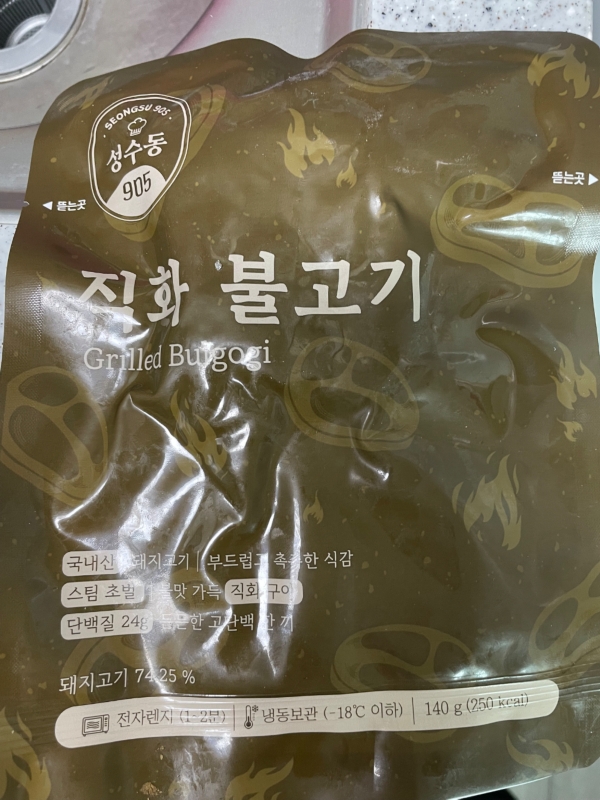 SEONGSU 905
성수동
905
◀ 뜯는곳
뜯는곳 ▶
직화 불고기
Grilled Bulgogi
국내산 돼지고기 | 부드럽고 촉촉한 식감
스팀 초벌 | 불맛 가득 직화 구이
단백질 24g 든든한 고단백 한 끼
돼지고기 74.25 %
전자렌지 (1~2분) | 냉동보관 (-18℃ 이하) | 140 g (250 kcal)